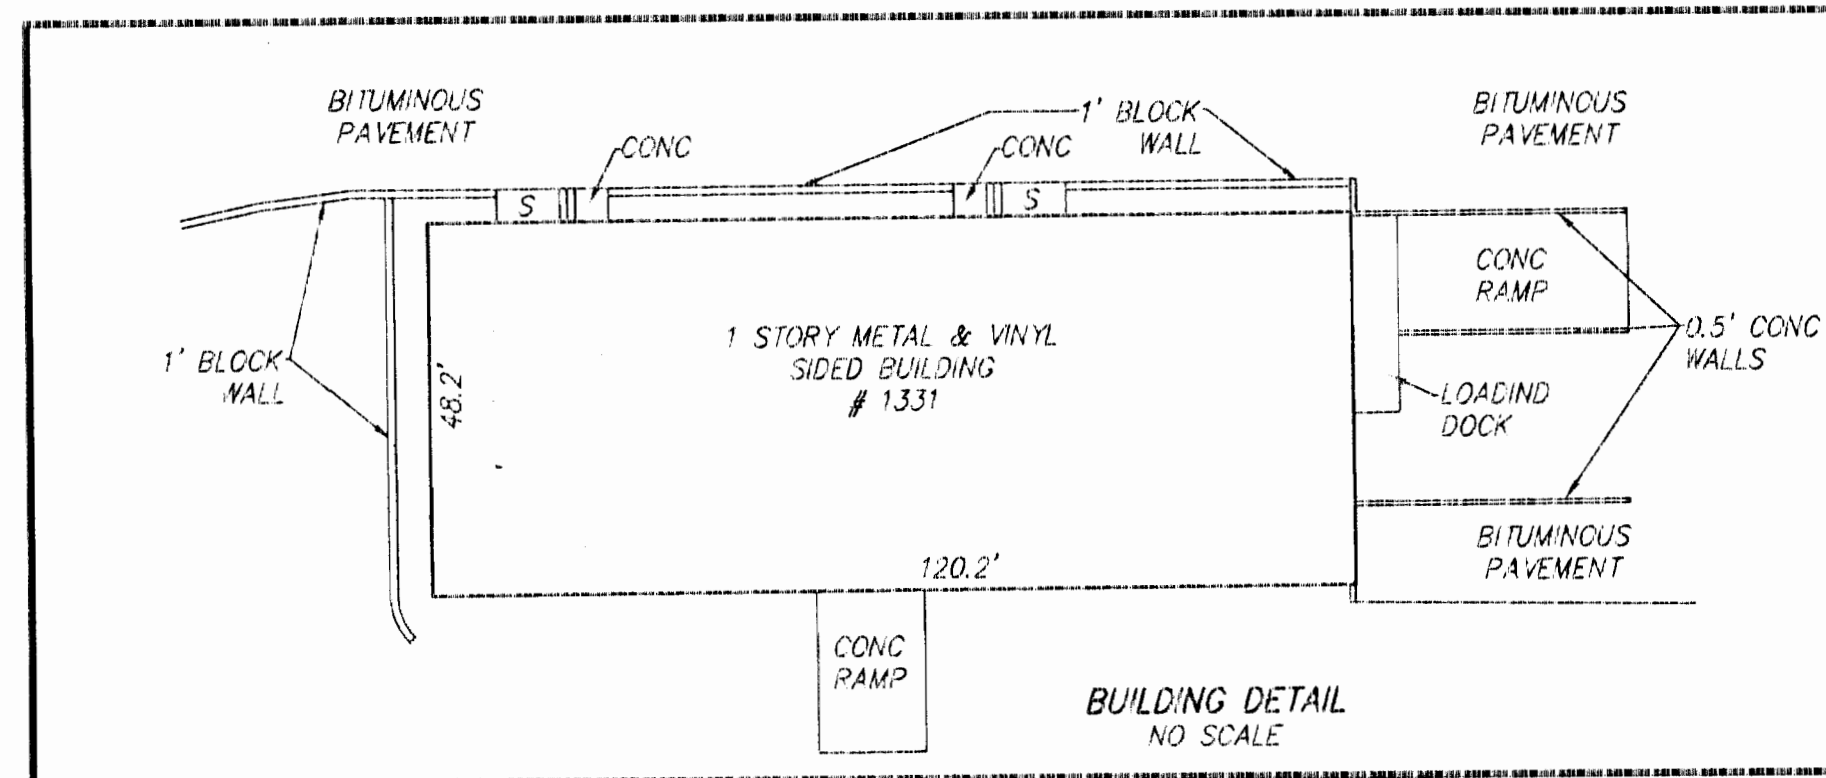 BITUMINOUS
PAVEMENT
CONC
1' BLOCK
WALL
CONC
BITUMINOUS
PAVEMENT
S
S
CONC
RAMP
1 STORY METAL & VINYL
SIDED BUILDING
# 1331
1' BLOCK
WALL
48.2'
0.5' CONC
WALLS
LOADIND
DOCK
BITUMINOUS
PAVEMENT
120.2'
CONC
RAMP
BUILDING DETAIL
NO SCALE